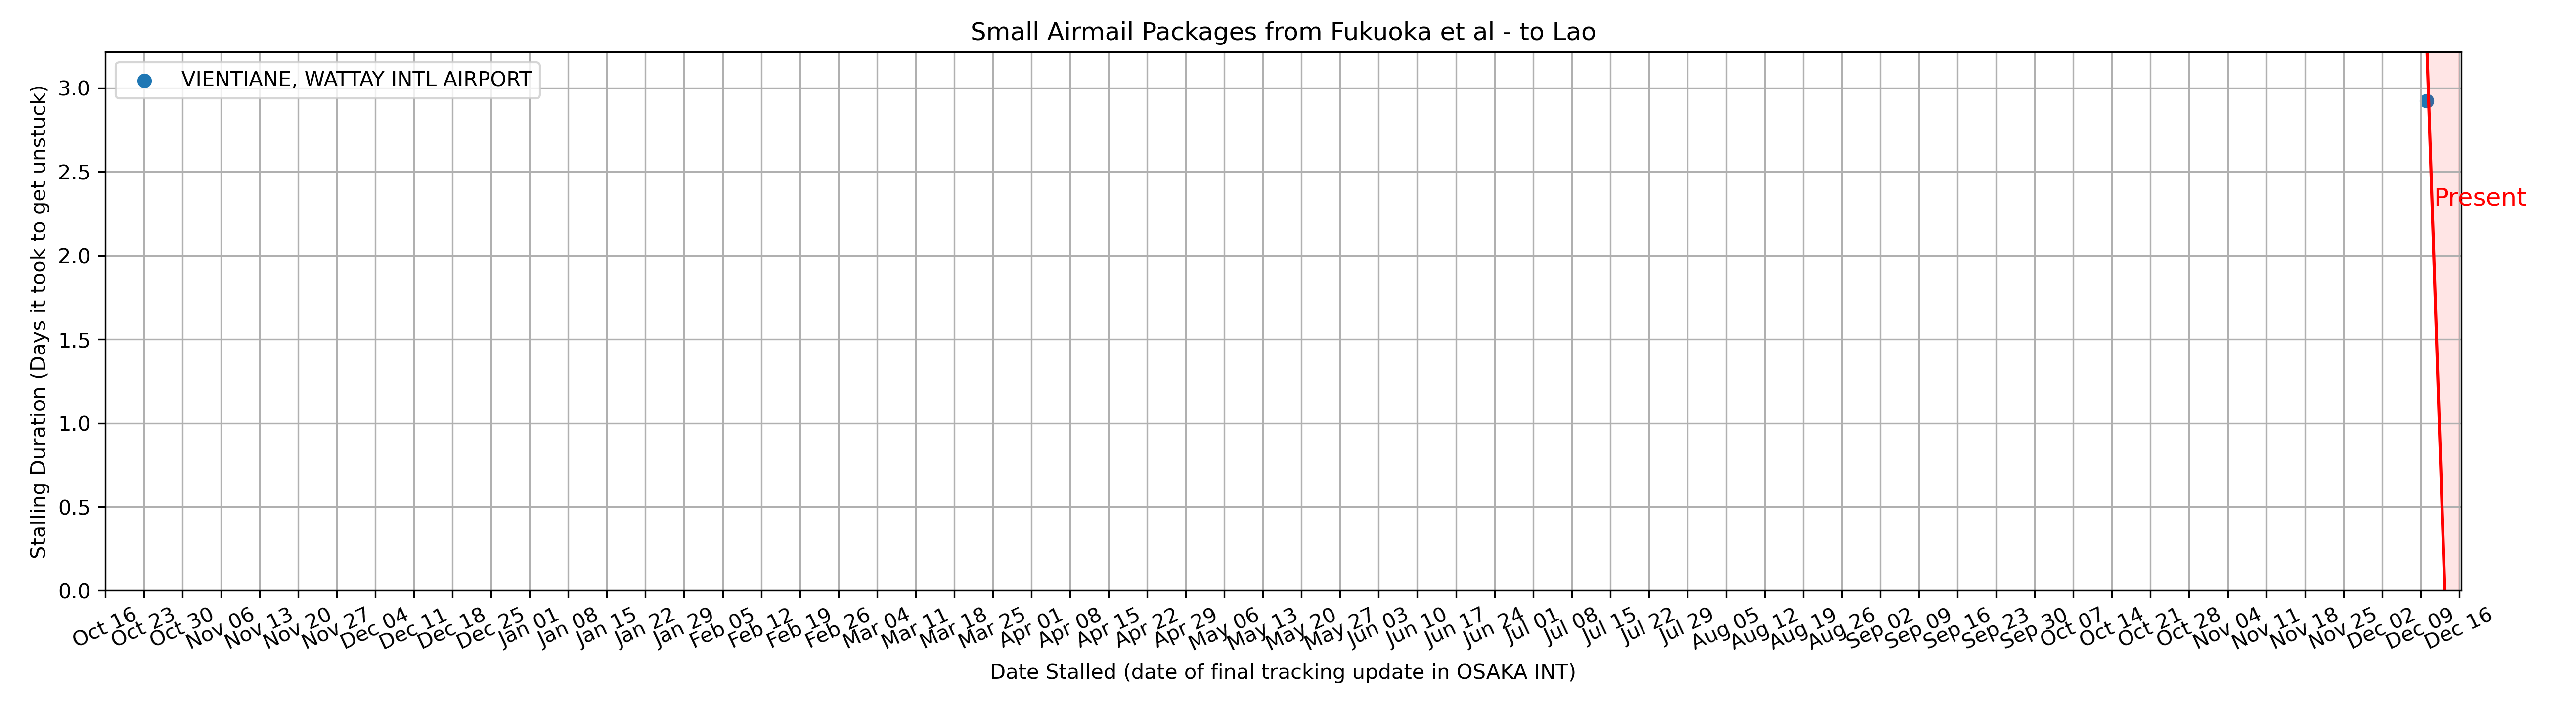 Small Airmail Packages from Fukuoka et al - to Lao
VIENTIANE, WATTAY INTL AIRPORT
3.0
2.5
2.0
1.5
1.0
0.5
0.0
Stalling Duration (Days it took to get unstuck)
Present
Oct 16
Oct 23
Oct 30
Nov 06
Nov 13
Nov 20
Nov 27
Dec 04
Dec 11
Dec 18
Dec 25
Jan 01
Jan 08
Jan 15
Jan 22
Jan 29
Feb 05
Feb 12
Feb 19
Feb 26
Mar 04
Mar 11
Mar 18
Mar 25
Apr 01
Apr 08
Apr 15
Apr 22
Apr 29
May 06
May 13
May 20
May 27
Jun 03
Jun 10
Jun 17
Jun 24
Jul 01
Jul 08
Jul 15
Jul 22
Jul 29
Aug 05
Aug 12
Aug 19
Aug 26
Sep 02
Sep 09
Sep 16
Sep 23
Sep 30
Oct 07
Oct 14
Oct 21
Oct 28
Nov 04
Nov 11
Nov 18
Nov 25
Dec 02
Dec 09
Dec 16
Date Stalled (date of final tracking update in OSAKA INT)